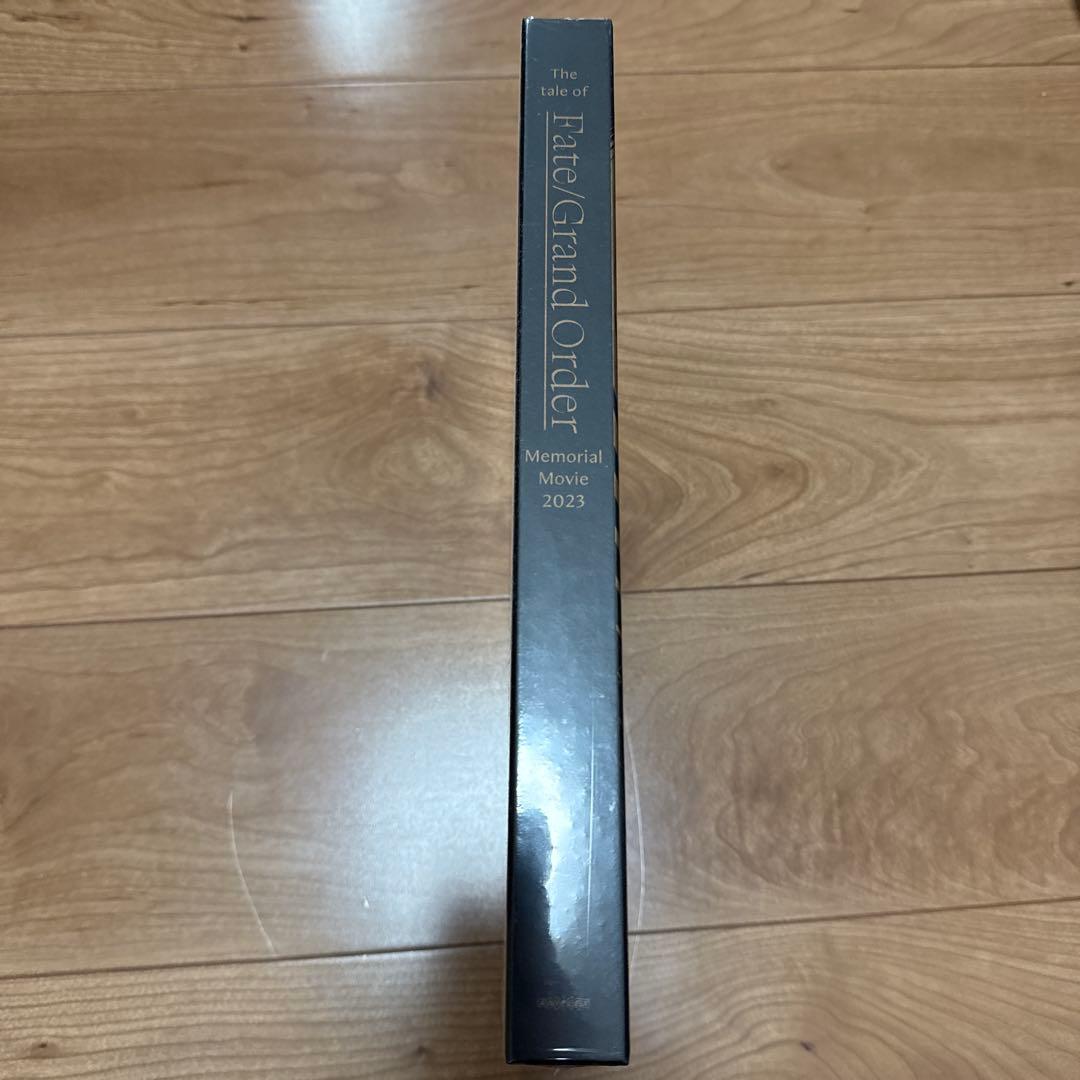 The
tale of
Fate/Grand Order
Memorial
Movie
2023